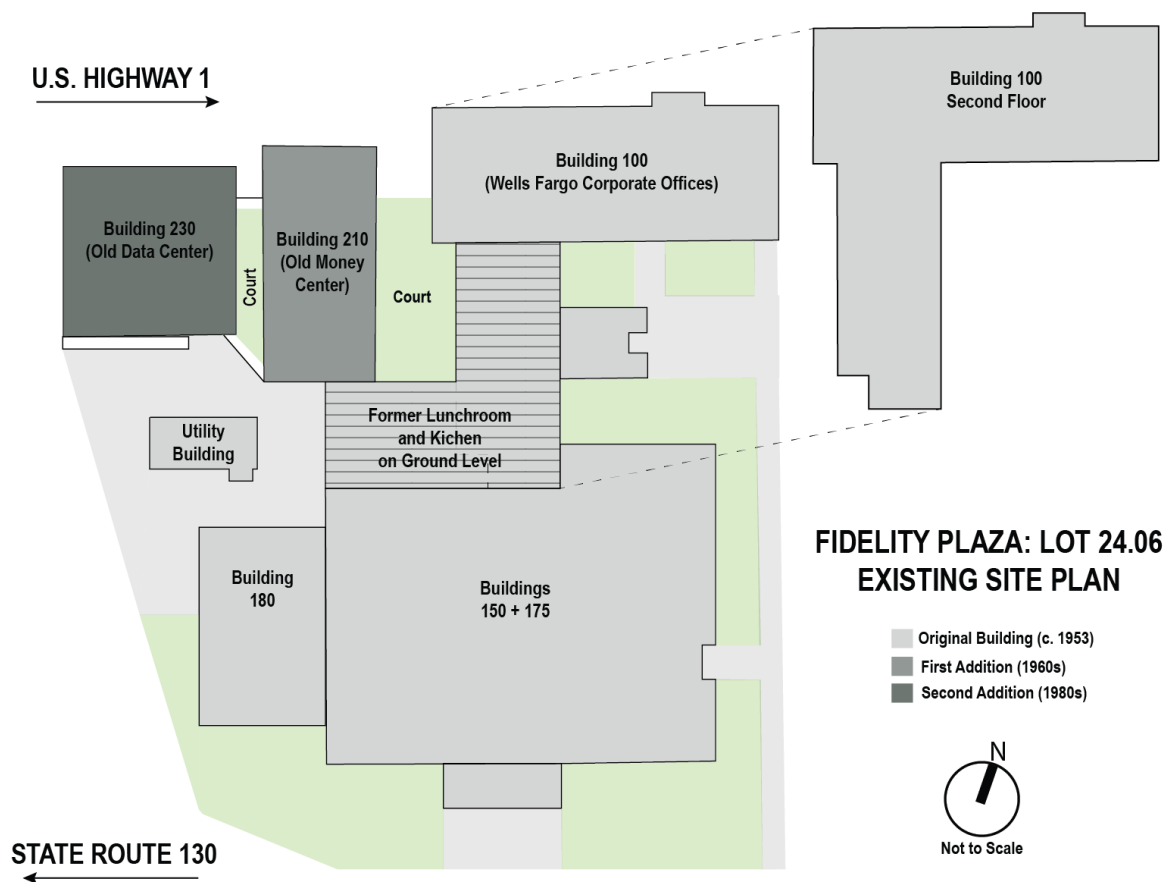 U.S. HIGHWAY 1
Building 100
Second Floor
Building 100
(Wells Fargo Corporate Offices)
Building 230
(Old Data Center)
Court
Building 210
(Old Money
Center)
Court
Former Lunchroom
and Kichen
on Ground Level
Utility
Building
Building
180
Buildings
150 + 175
FIDELITY PLAZA: LOT 24.06
EXISTING SITE PLAN
Original Building (c. 1953)
First Addition (1960s)
Second Addition (1980s)
N
Not to Scale
STATE ROUTE 130